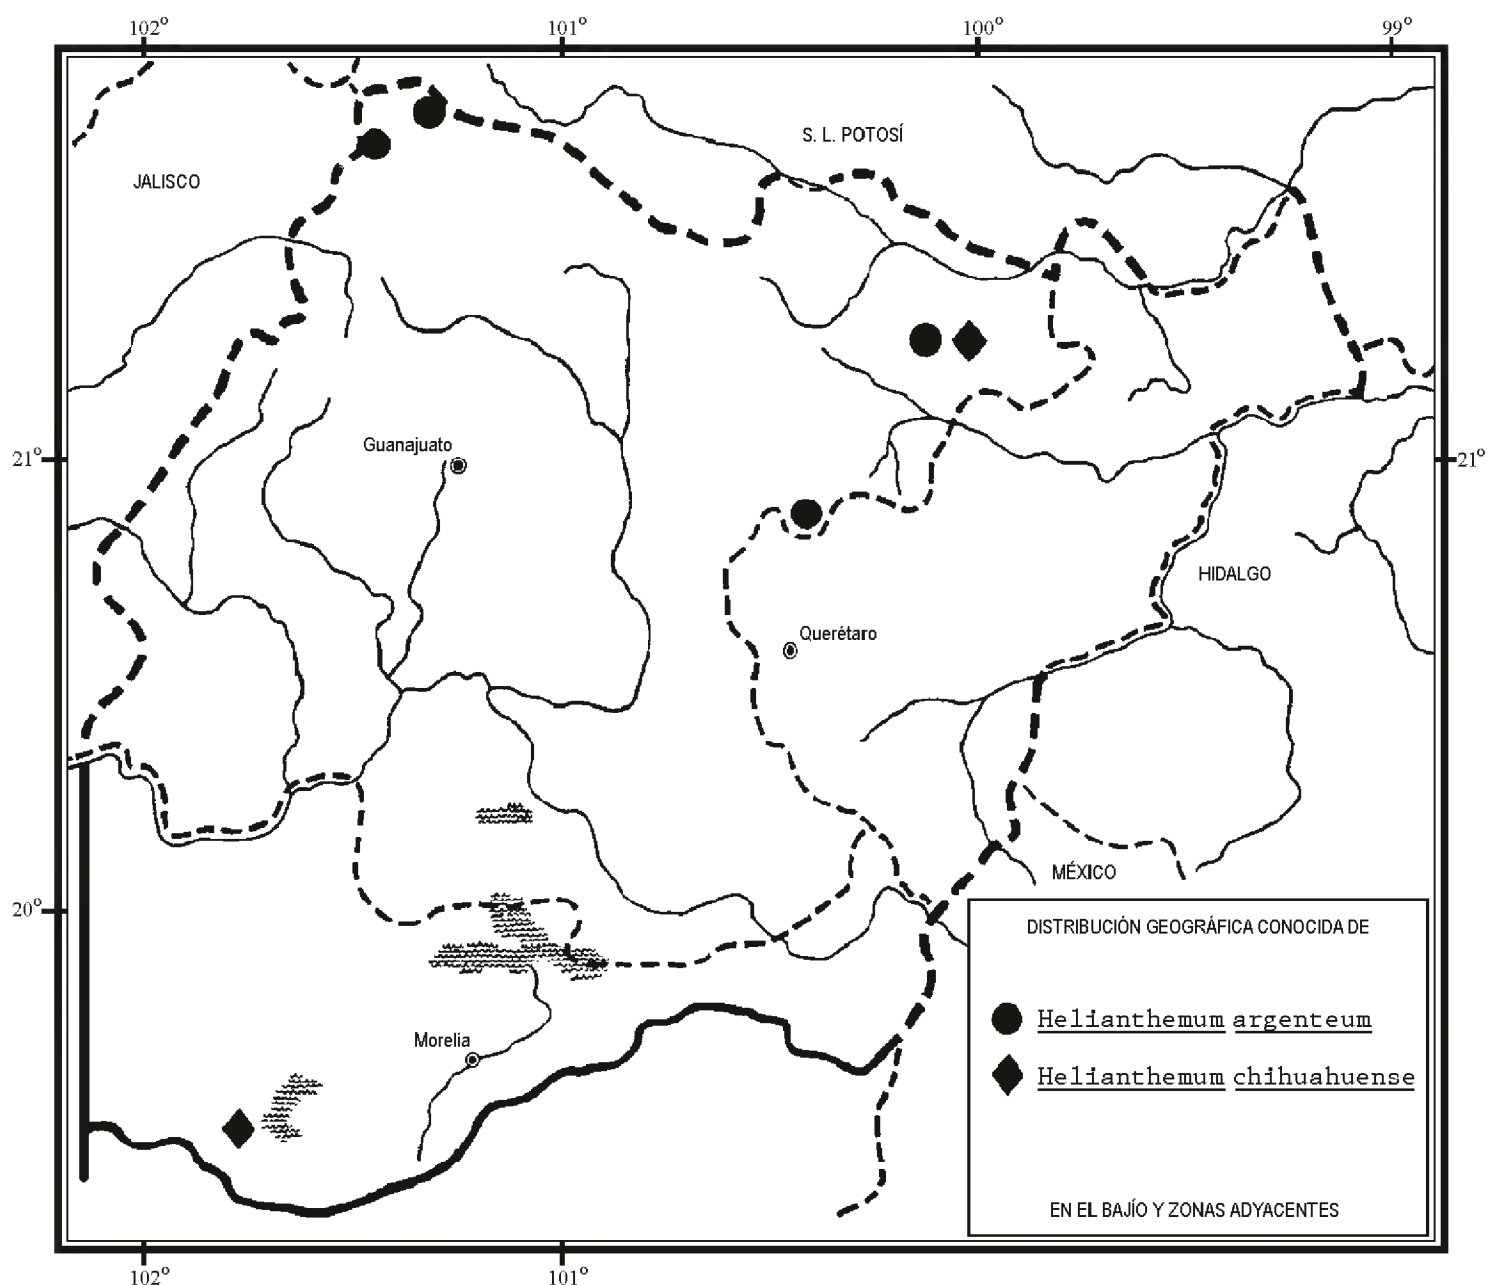 102°
101°
100°
99°
S. L. POTOSÍ
JALISCO
Guanajuato
21°
21°
HIDALGO
Querétaro
MÉXICO
20°
DISTRIBUCIÓN GEOGRÁFICA CONOCIDA DE
Helianthemum argenteum
Helianthemum chihuahuense
EN EL BAJÍO Y ZONAS ADYACENTES
Morelia
102°
101°